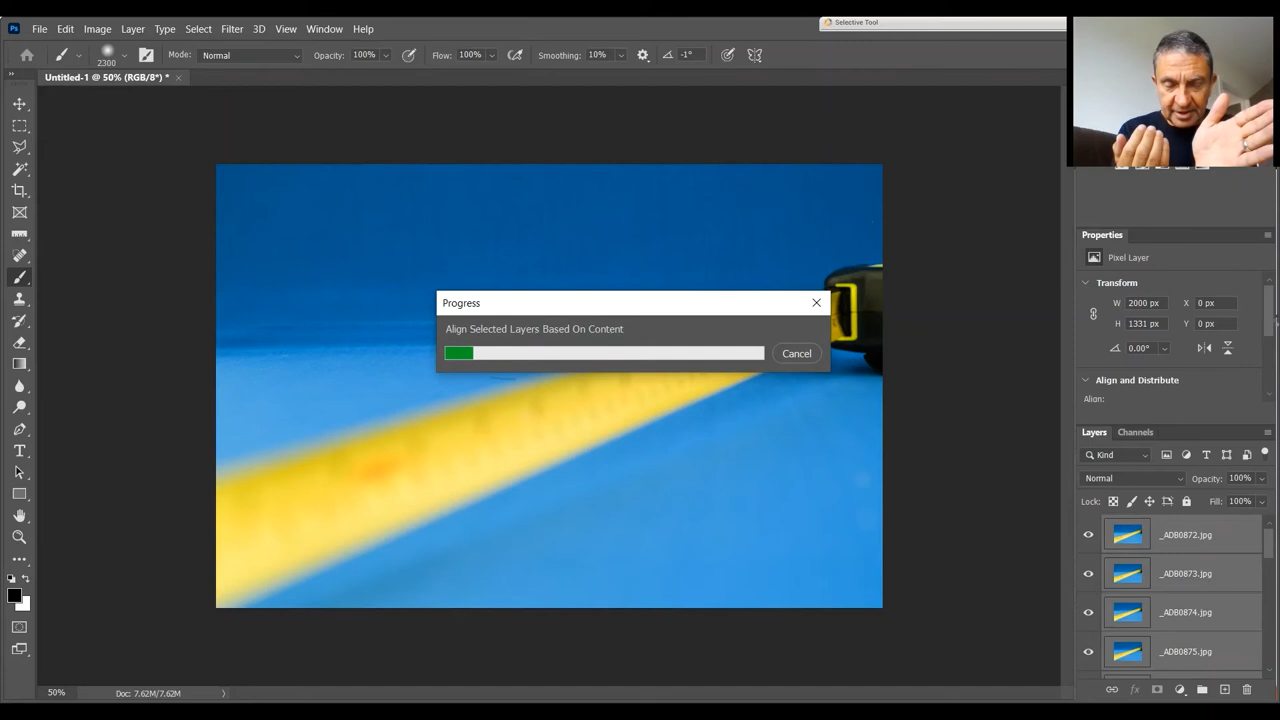 Selective Tool
Ps File Edit Image Layer Type Select Filter 3D View Window Help
2300 Mode: Normal Opacity: 100% Flow: 100% Smoothing: 10% -1°
Untitled-1 @ 50% (RGB/8*) *
Properties
Pixel Layer
Transform
W 2000 px X 0 px
H 1331 px Y 0 px
0.00°
Align and Distribute
Align:
Progress
Align Selected Layers Based On Content
Cancel
Layers Channels
Kind
Normal Opacity: 100%
Lock: Fill: 100%
_ADB0872.jpg
_ADB0873.jpg
_ADB0874.jpg
_ADB0875.jpg
fx
50% Doc: 7.62M/7.62M